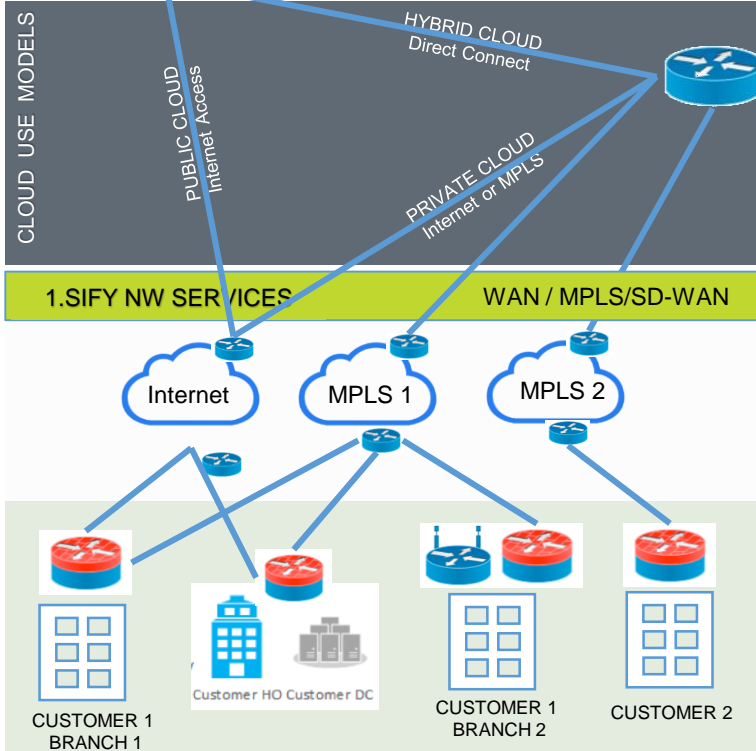 CLOUD USE MODELS
PUBLIC CLOUD
Internet Access
HYBRID CLOUD
Direct Connect
PRIVATE CLOUD
Internet or MPLS
1.SIFY NW SERVICES
WAN / MPLS/SD-WAN
Internet
MPLS 1
MPLS 2
Customer HO
Customer DC
CUSTOMER 1
BRANCH 1
CUSTOMER 1
BRANCH 2
CUSTOMER 2